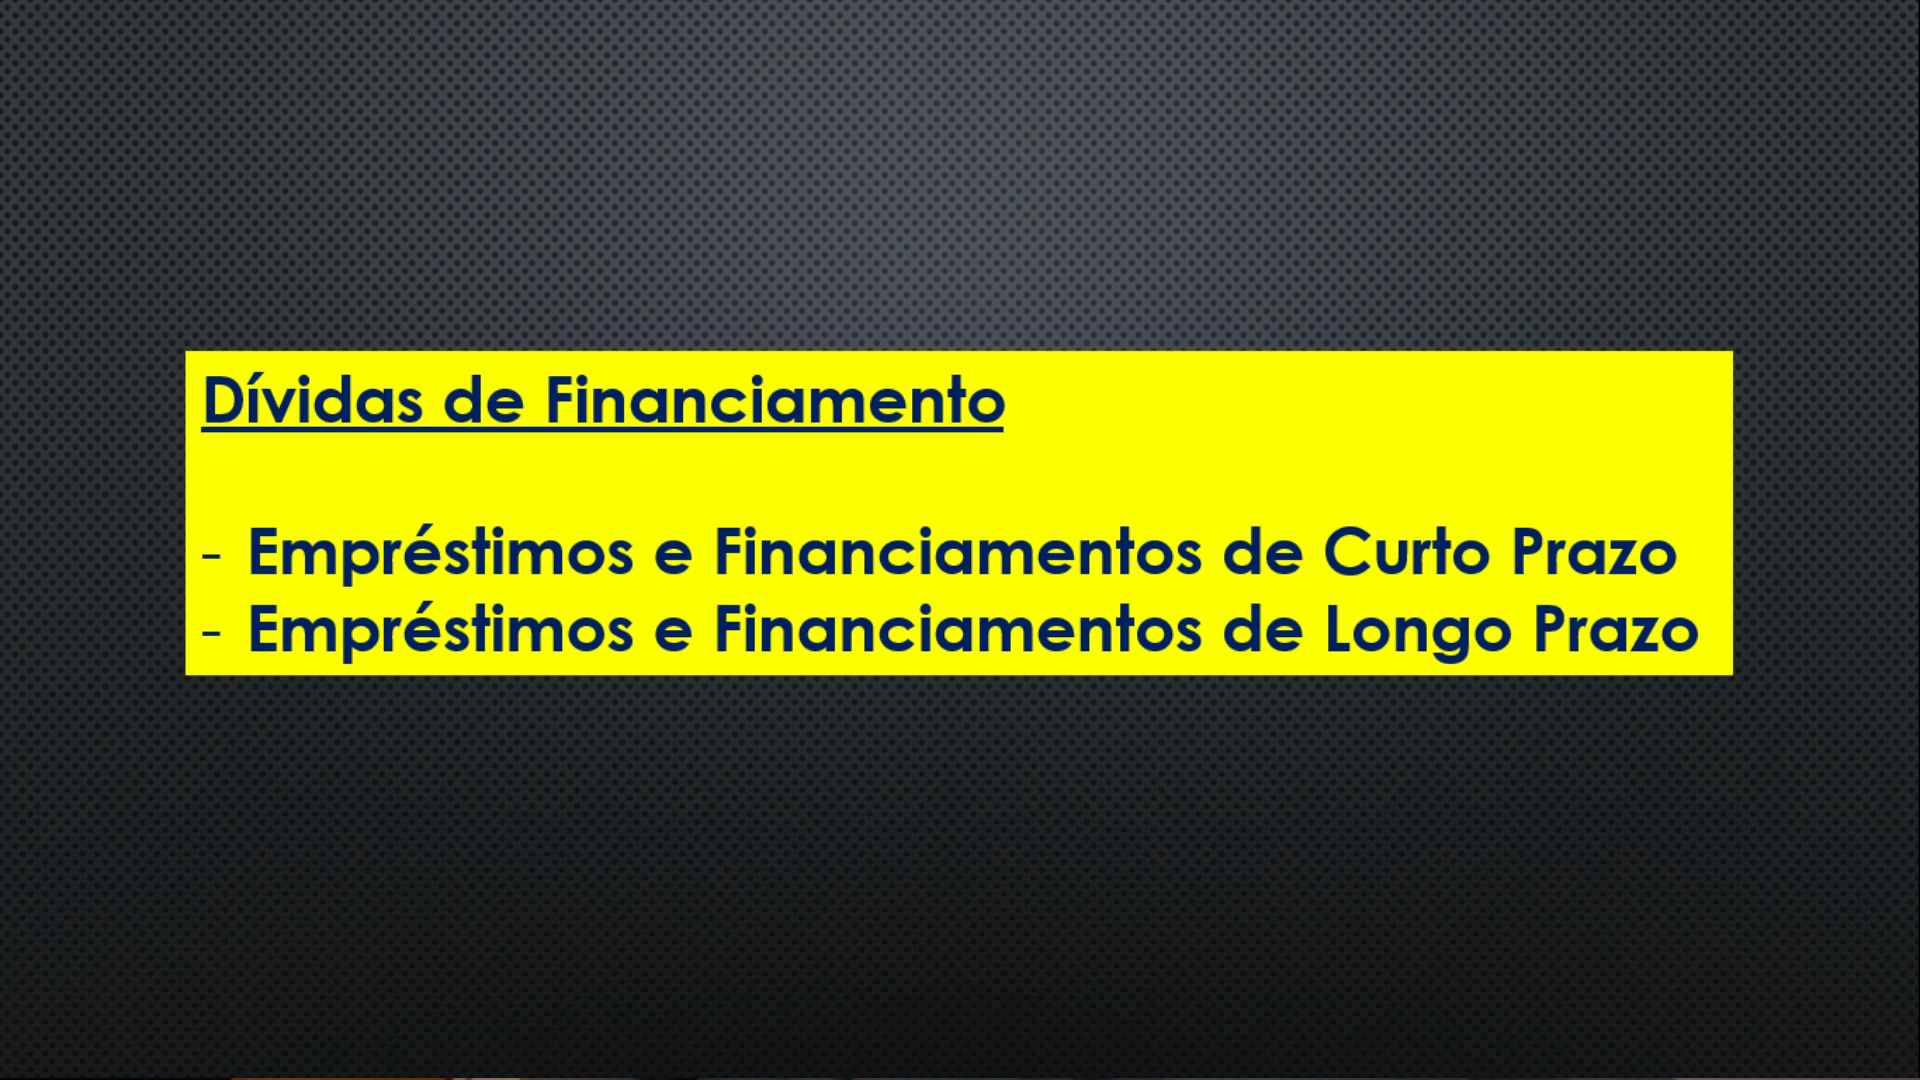 Dívidas de Financiamento
- Empréstimos e Financiamentos de Curto Prazo
- Empréstimos e Financiamentos de Longo Prazo